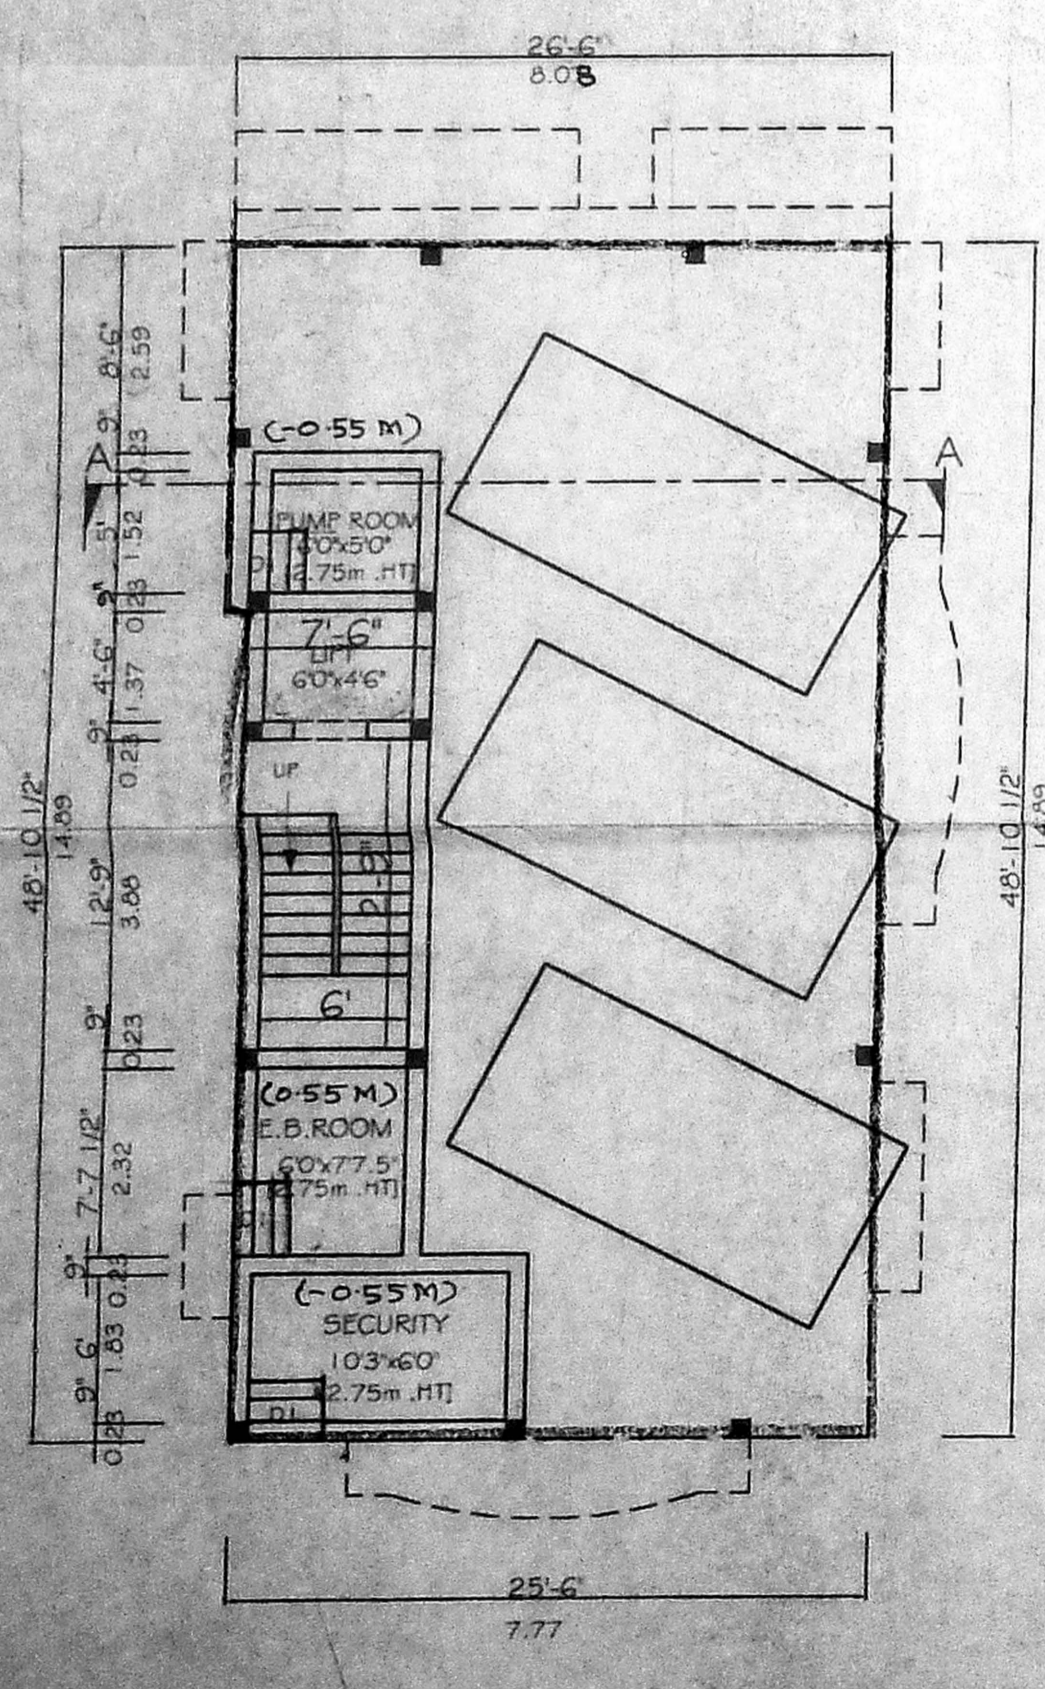 26'-6"
8.08
8'-6"
2.59
9"
0.23
(-0.55 M)
A
A
5'
1.52
PUMP ROOM
6'0"x5'0"
[2.75m .HT]
D1
9"
0.23
7'-6"
LIFT
6'0"x4'6"
4'-6"
1.37
9"
0.23
UP
48'-10 1/2"
14.89
48'-10 1/2"
14.89
12'-9"
3.88
6'
9"
0.23
(0.55 M)
E.B.ROOM
6'0"x7'7.5"
[2.75m .HT]
7'-7 1/2"
2.32
9"
0.23
(-0.55 M)
SECURITY
10'3"x6'0"
[2.75m .HT]
D1
6'
1.83
9"
0.23
25'-6"
7.77